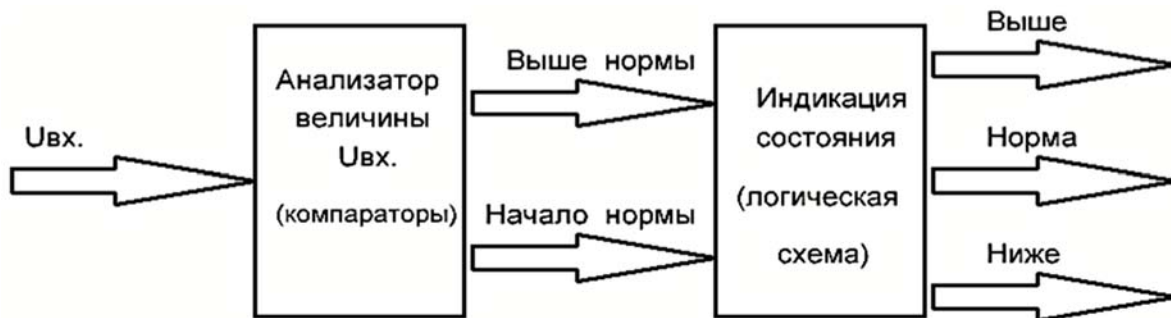 Uвх.
Анализатор
величины
Uвх.
(компараторы)
Выше нормы
Начало нормы
Индикация
состояния
(логическая
схема)
Выше
Норма
Ниже